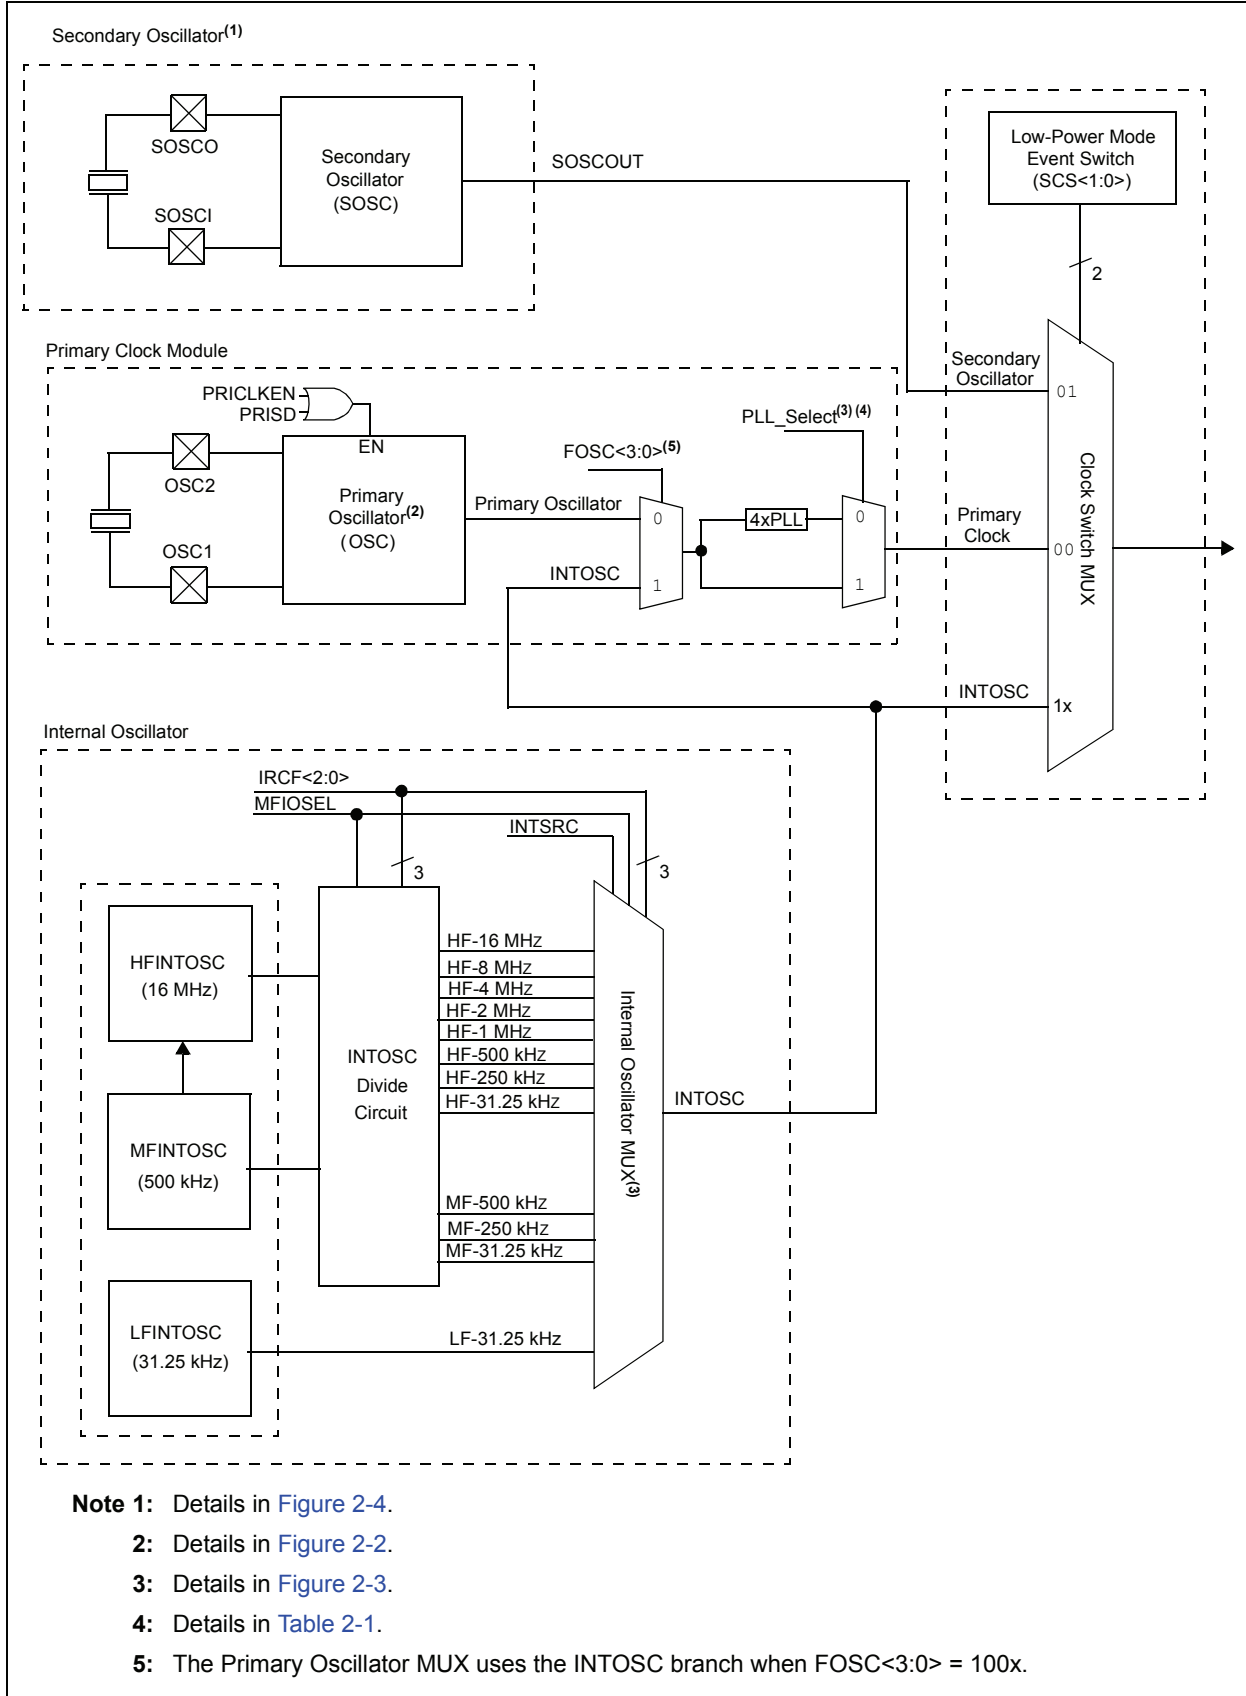 Secondary Oscillator(1)
SOSCO
SOSCI
Secondary
Oscillator
(SOSC)
SOSCOUT
Low-Power Mode
Event Switch
(SCS<1:0>)
2
Secondary
Oscillator
01
Primary
Clock
00
INTOSC
1x
Clock Switch MUX
Primary Clock Module
PRICLKEN
PRISD
EN
OSC2
OSC1
Primary
Oscillator(2)
(OSC)
Primary Oscillator
INTOSC
FOSC<3:0>(5)
0
1
4xPLL
PLL_Select(3) (4)
0
1
Internal Oscillator
IRCF<2:0>
MFIOSEL
INTSRC
3
3
HFINTOSC
(16 MHz)
MFINTOSC
(500 kHz)
LFINTOSC
(31.25 kHz)
INTOSC
Divide
Circuit
HF-16 MHz
HF-8 MHz
HF-4 MHz
HF-2 MHz
HF-1 MHz
HF-500 kHz
HF-250 kHz
HF-31.25 kHz
MF-500 kHz
MF-250 kHz
MF-31.25 kHz
LF-31.25 kHz
Internal Oscillator MUX(3)
INTOSC
Note 1: Details in Figure 2-4.
2: Details in Figure 2-2.
3: Details in Figure 2-3.
4: Details in Table 2-1.
5: The Primary Oscillator MUX uses the INTOSC branch when FOSC<3:0> = 100x.